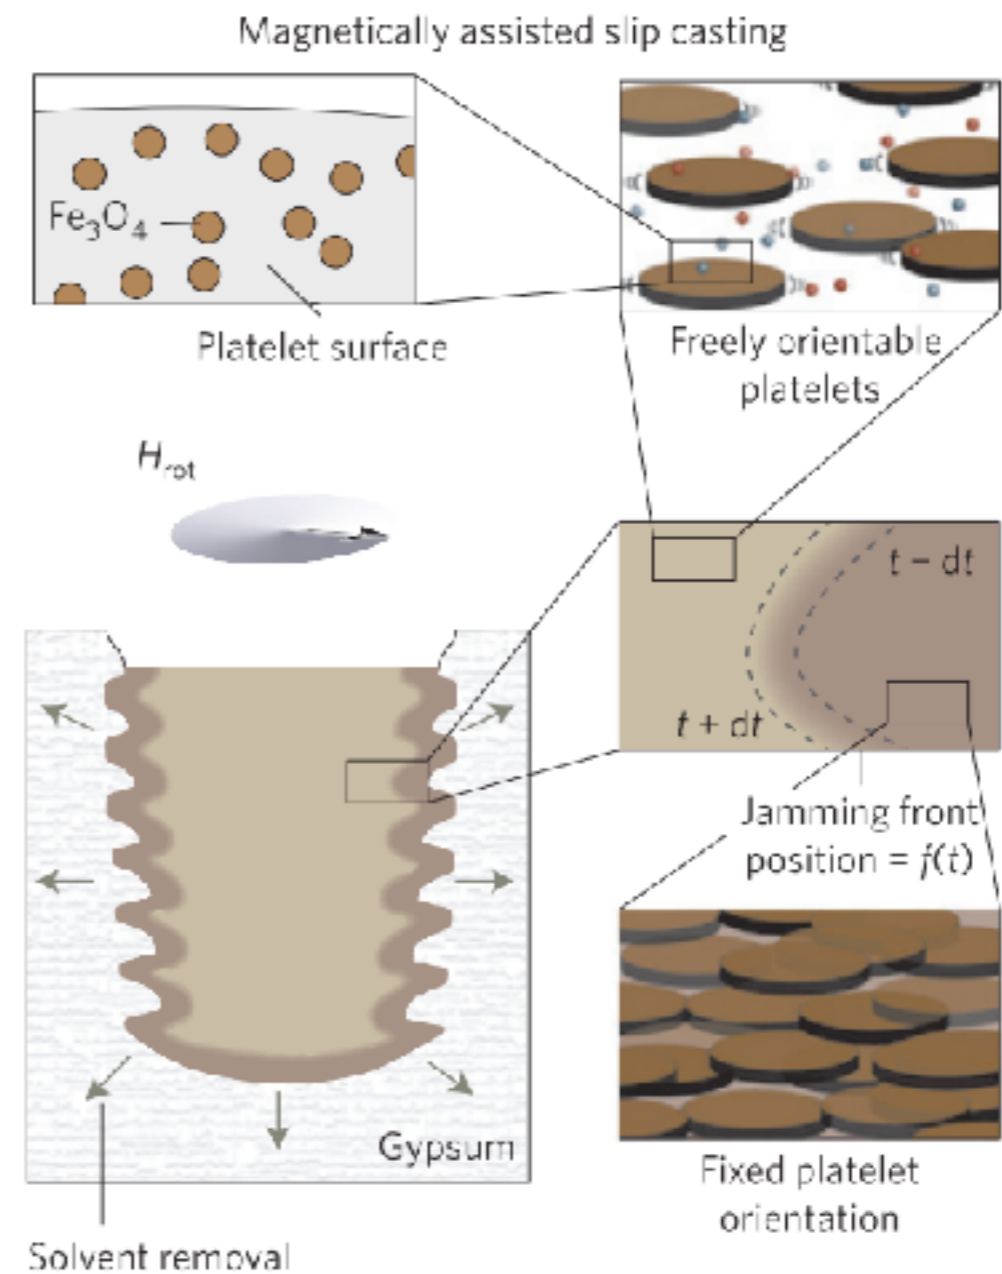 Magnetically assisted slip casting
Fe₃O₄
Platelet surface
Freely orientable
platelets
H_rot
t − dt
t + dt
Jamming front
position = f(t)
Gypsum
Fixed platelet
orientation
Solvent removal